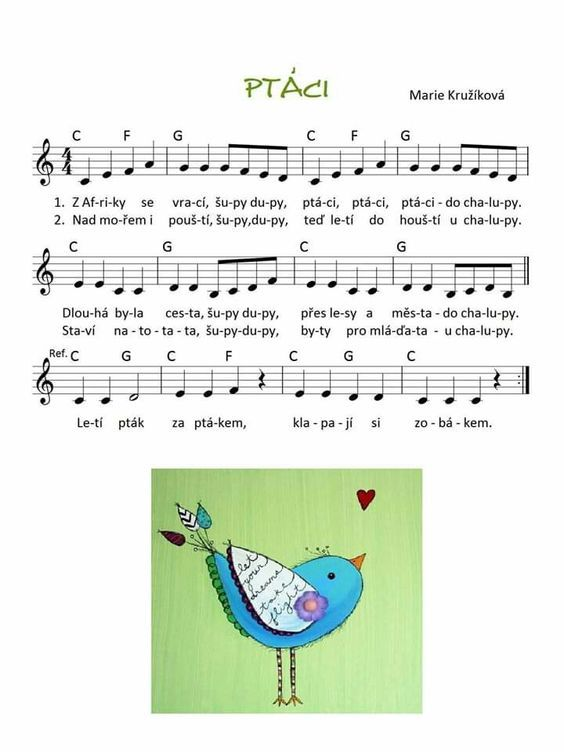 PTÁCI
Marie Kružíková
C F G C F G
4
4
1. Z Af-ri-ky se vra-cí, šu-py du-py, ptá-ci, ptá-ci, ptá-ci-do cha-lu-py.
2. Nad mo-řem i pouš-tí, šu-py,du-py, teď le-tí do houš-tí u cha-lu-py.
C G C G
Dlou-há by-la ces-ta, šu-py du-py, přes le-sy a měs-ta-do cha-lu-py.
Sta-ví na-to-ta-ta, šu-py-du-py, by-ty pro mlá-ďa-ta-u cha-lu-py.
Ref. C G C F C G C
Le-tí pták za ptá-kem, kla-pa-jí si zo-bá-kem.
let
your
dreams
take
flight